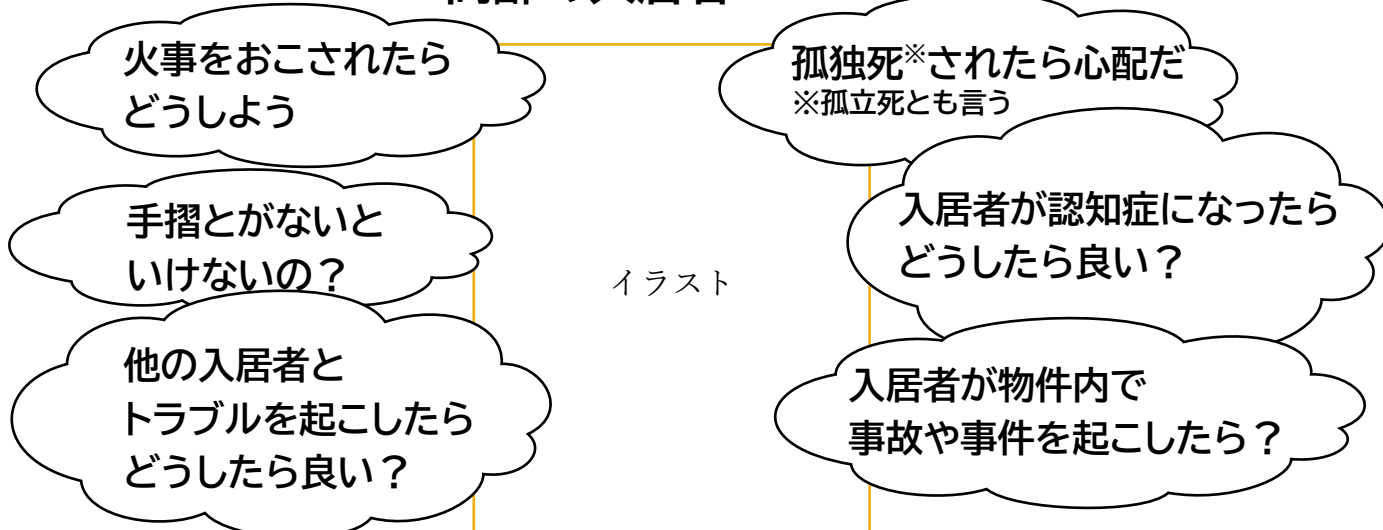 火事をおこされたら
どうしよう
孤独死※されたら心配だ
※孤立死とも言う
手摺とがないと
いけないの？
入居者が認知症になったら
どうしたら良い？
イラスト
他の入居者と
トラブルを起こしたら
どうしたら良い？
入居者が物件内で
事故や事件を起こしたら？